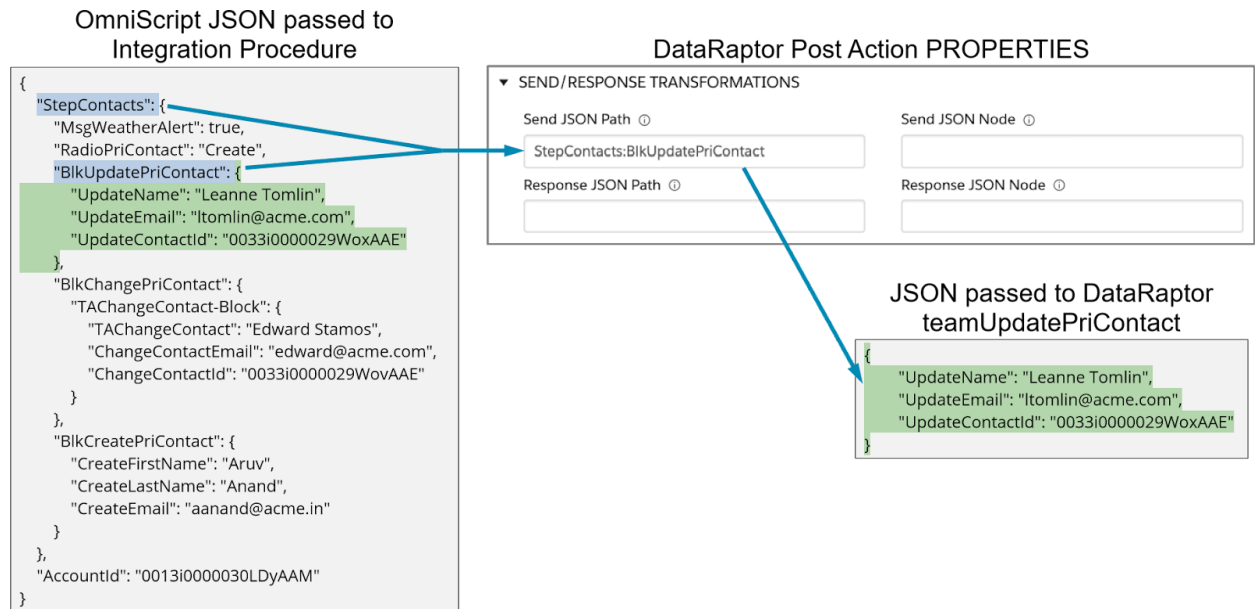 OmniScript JSON passed to
Integration Procedure
{
"StepContacts": {
"MsgWeatherAlert": true,
"RadioPriContact": "Create",
"BlkUpdatePriContact": {
"UpdateName": "Leanne Tomlin",
"UpdateEmail": "ltomlin@acme.com",
"UpdateContactId": "0033i0000029WoxAAE"
},
"BlkChangePriContact": {
"TAChangeContact-Block": {
"TAChangeContact": "Edward Stamos",
"ChangeContactEmail": "edward@acme.com",
"ChangeContactId": "0033i0000029WovAAE"
}
},
"BlkCreatePriContact": {
"CreateFirstName": "Aruv",
"CreateLastName": "Anand",
"CreateEmail": "aanand@acme.in"
}
},
"AccountId": "0013i0000030LDyAAM"
}
DataRaptor Post Action PROPERTIES
SEND/RESPONSE TRANSFORMATIONS
Send JSON Path
Send JSON Node
StepContacts:BlkUpdatePriContact
Response JSON Path
Response JSON Node
JSON passed to DataRaptor
teamUpdatePriContact
{
"UpdateName": "Leanne Tomlin",
"UpdateEmail": "ltomlin@acme.com",
"UpdateContactId": "0033i0000029WoxAAE"
}